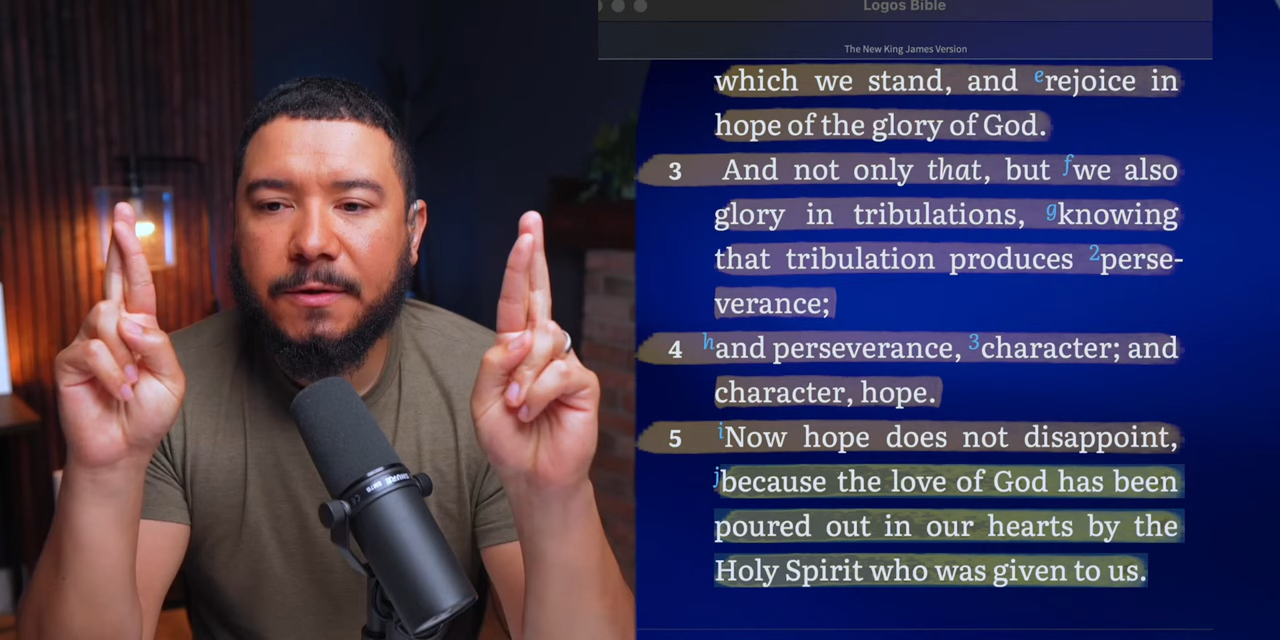 Logos Bible
The New King James Version
which we stand, and ᵉrejoice in
hope of the glory of God.
3 And not only that, but ᶠwe also
glory in tribulations, ᵍknowing
that tribulation produces ²perse-
verance;
4 ʰand perseverance, ³character; and
character, hope.
5 ⁱNow hope does not disappoint,
ʲbecause the love of God has been
poured out in our hearts by the
Holy Spirit who was given to us.
SHURE SM7B